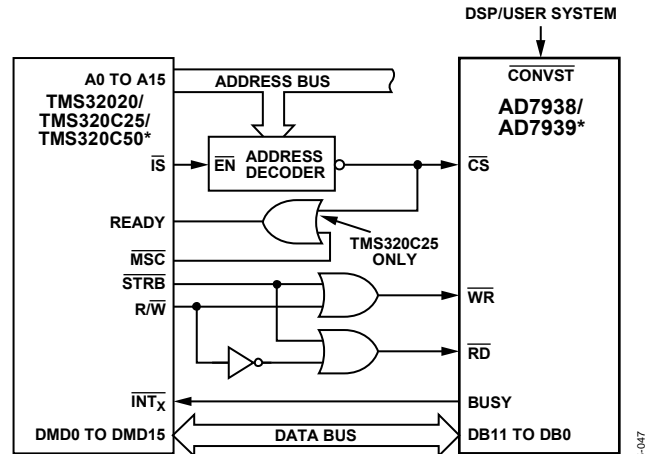 DSP/USER SYSTEM
A0 TO A15
ADDRESS BUS
CONVST
TMS32020/
TMS320C25/
TMS320C50*
AD7938/
AD7939*
IS
EN
ADDRESS
DECODER
CS
READY
TMS320C25
ONLY
MSC
STRB
R/W
WR
RD
INTX
BUSY
DMD0 TO DMD15
DATA BUS
DB11 TO DB0
-047